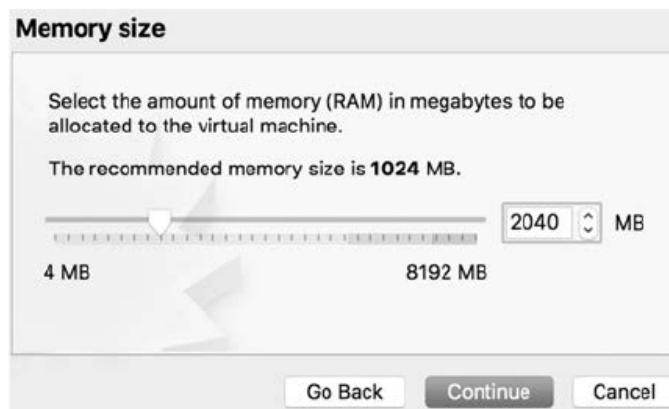 Memory size
Select the amount of memory (RAM) in megabytes to be
allocated to the virtual machine.
The recommended memory size is 1024 MB.
2040 MB
4 MB 8192 MB
Go Back Continue Cancel